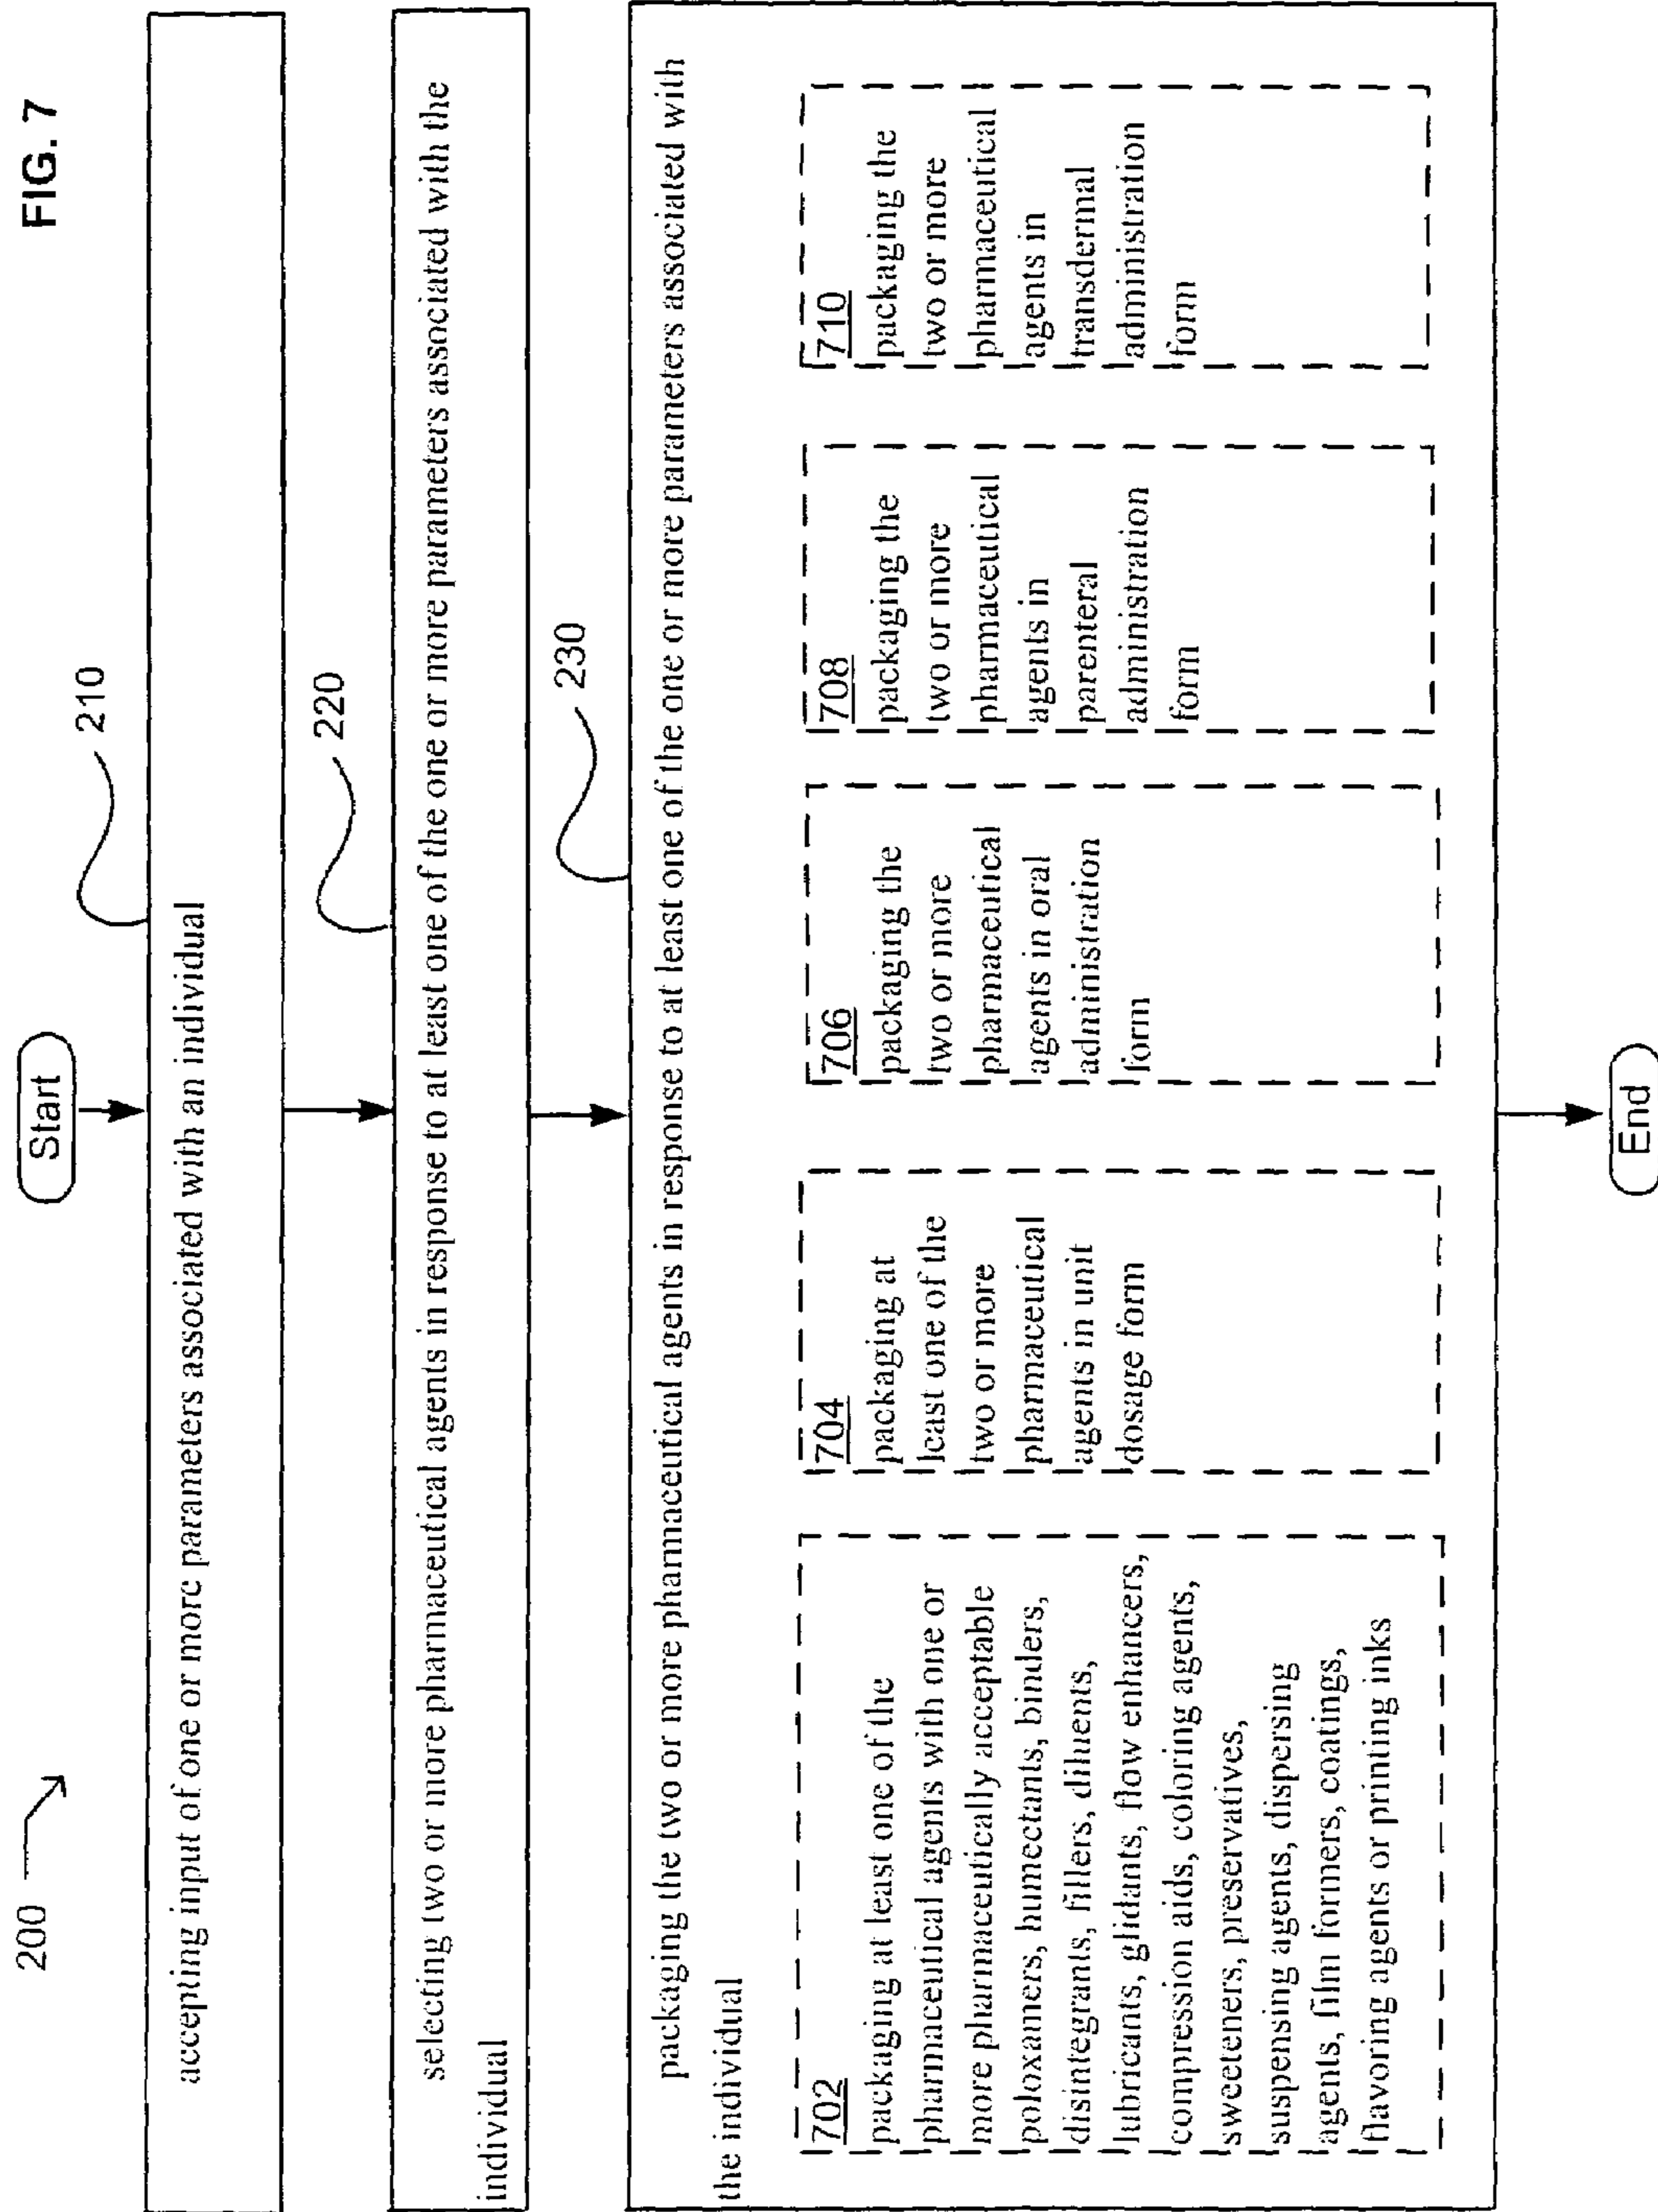 FIG. 7
200
Start
210
accepting input of one or more parameters associated with an individual
220
selecting two or more pharmaceutical agents in response to at least one of the one or more parameters associated with the
individual
230
packaging the two or more pharmaceutical agents in response to at least one of the one or more parameters associated with
the individual
702
packaging at least one of the
pharmaceutical agents with one or
more pharmaceutically acceptable
poloxamers, humectants, binders,
disintegrants, fillers, diluents,
lubricants, glidants, flow enhancers,
compression aids, coloring agents,
sweeteners, preservatives,
suspensing agents, dispersing
agents, film formers, coatings,
flavoring agents or printing inks
704
packaging at
least one of the
two or more
pharmaceutical
agents in unit
dosage form
706
packaging the
two or more
pharmaceutical
agents in oral
administration
form
708
packaging the
two or more
pharmaceutical
agents in
parenteral
administration
form
710
packaging the
two or more
pharmaceutical
agents in
transdermal
administration
form
End